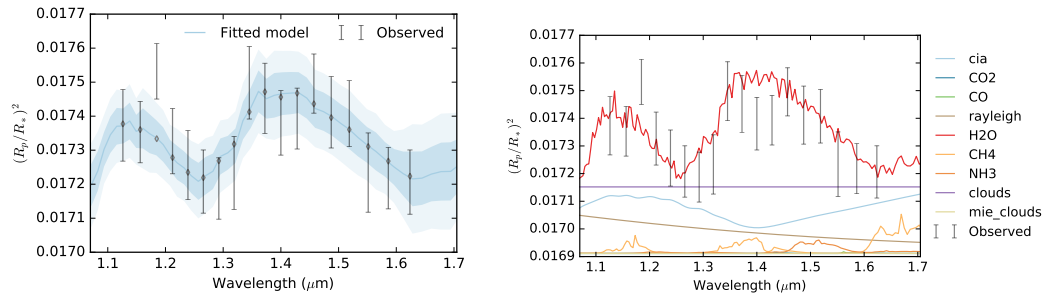 Fitted model
Observed
0.0177
0.0176
0.0175
0.0174
0.0173
0.0172
0.0171
0.0170
(R_p/R_*)^2
1.1 1.2 1.3 1.4 1.5 1.6 1.7
Wavelength (μm)
0.0177
0.0176
0.0175
0.0174
0.0173
0.0172
0.0171
0.0170
0.0169
(R_p/R_*)^2
1.1 1.2 1.3 1.4 1.5 1.6 1.7
Wavelength (μm)
cia
CO2
CO
rayleigh
H2O
CH4
NH3
clouds
mie_clouds
Observed